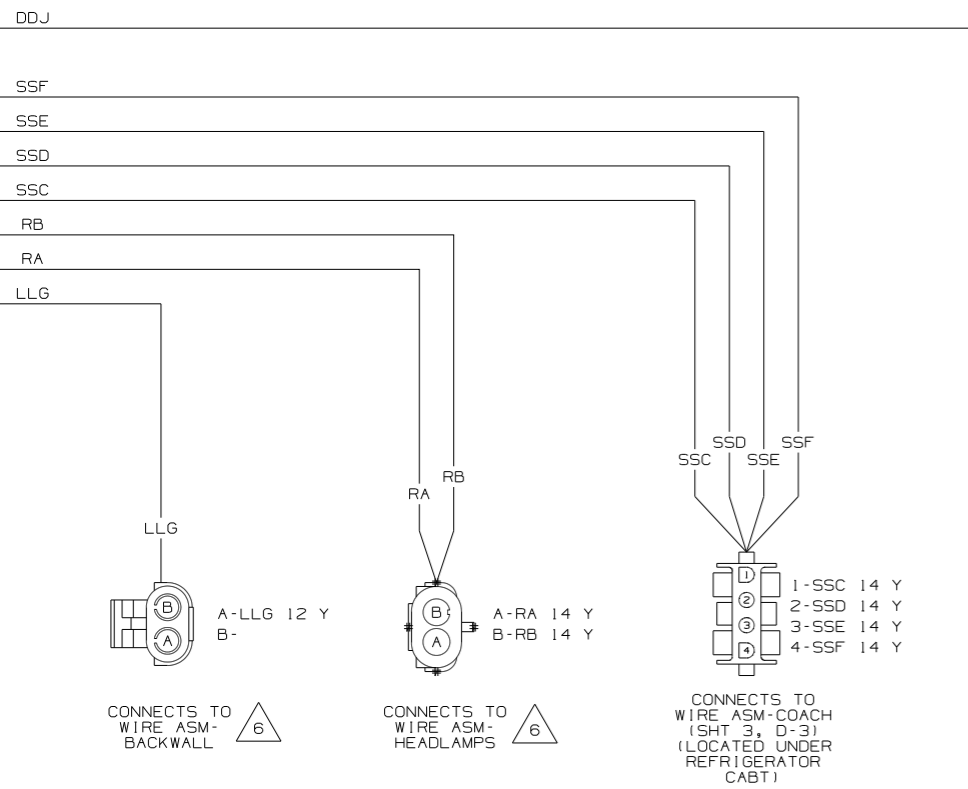 DDJ
SSF
SSE
SSD
SSC
RB
RA
LLG
SSD SSF
SSC SSE
RB
RA
LLG
B
A
A-LLG 12 Y
B-
B
A
A-RA 14 Y
B-RB 14 Y
1
2
3
4
1-SSC 14 Y
2-SSD 14 Y
3-SSE 14 Y
4-SSF 14 Y
CONNECTS TO
WIRE ASM-
BACKWALL
6
CONNECTS TO
WIRE ASM-
HEADLAMPS
6
CONNECTS TO
WIRE ASM-COACH
(SHT 3, D-3)
(LOCATED UNDER
REFRIGERATOR
CABT)